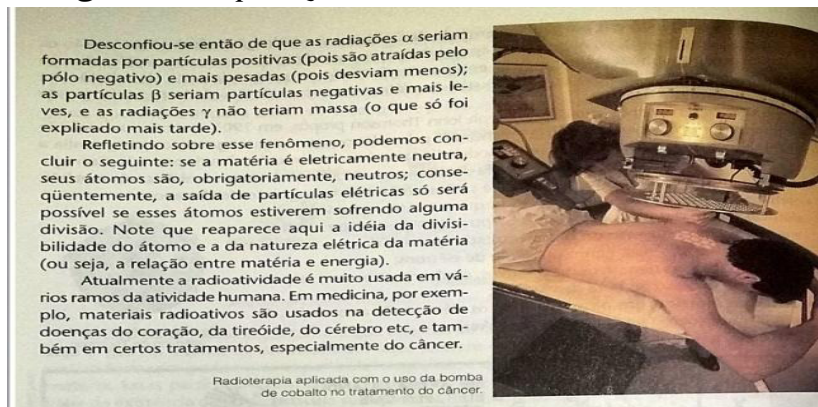 Desconfiou-se então de que as radiações α seriam
formadas por partículas positivas (pois são atraídas pelo
pólo negativo) e mais pesadas (pois desviam menos);
as partículas β seriam partículas negativas e mais le-
ves, e as radiações γ não teriam massa (o que só foi
explicado mais tarde).
Refletindo sobre esse fenômeno, podemos con-
cluir o seguinte: se a matéria é eletricamente neutra,
seus átomos são, obrigatoriamente, neutros; conse-
qüentemente, a saída de partículas elétricas só será
possível se esses átomos estiverem sofrendo alguma
divisão. Note que reaparece aqui a idéia da divisi-
bilidade do átomo e a da natureza elétrica da matéria
(ou seja, a relação entre matéria e energia).
Atualmente a radioatividade é muito usada em vá-
rios ramos da atividade humana. Em medicina, por exem-
plo, materiais radioativos são usados na detecção de
doenças do coração, da tireóide, do cérebro etc, e tam-
bém em certos tratamentos, especialmente do câncer.
Radioterapia aplicada com o uso da bomba
de cobalto no tratamento do câncer.